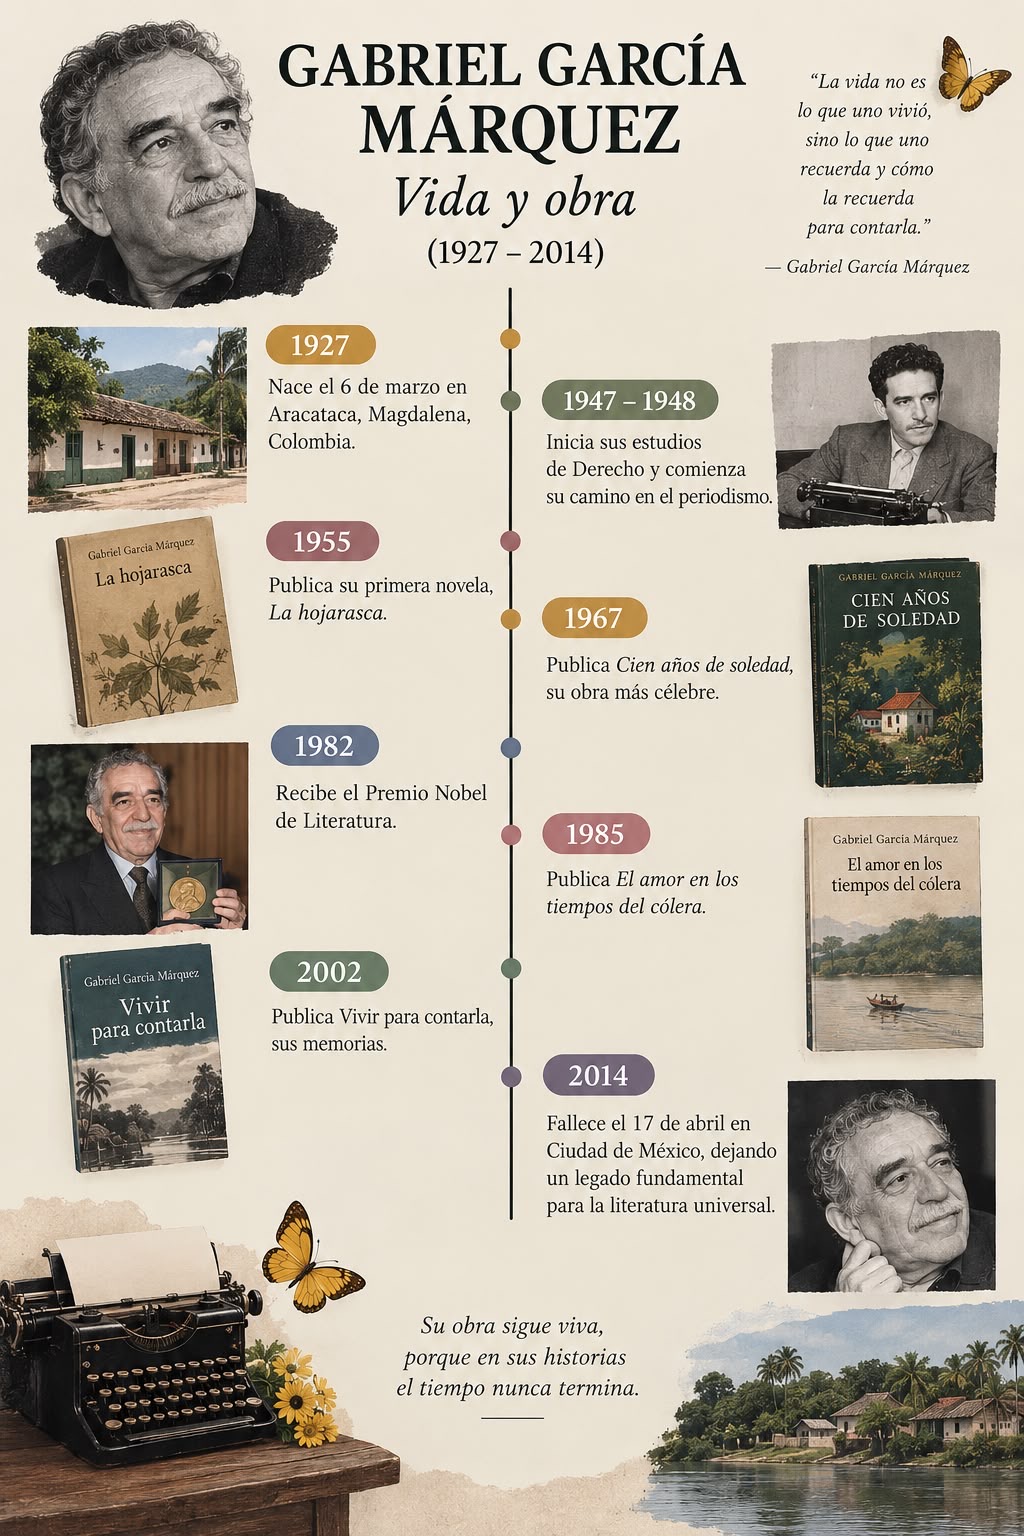 GABRIEL GARCÍA
MÁRQUEZ
Vida y obra
(1927 – 2014)
“La vida no es
lo que uno vivió,
sino lo que uno
recuerda y cómo
la recuerda
para contarla.”
— Gabriel García Márquez
1927
Nace el 6 de marzo en
Aracataca, Magdalena,
Colombia.
1947 – 1948
Inicia sus estudios
de Derecho y comienza
su camino en el periodismo.
Gabriel García Márquez
La hojarasca
1955
Publica su primera novela,
La hojarasca.
1967
Publica Cien años de soledad,
su obra más célebre.
GABRIEL GARCÍA MÁRQUEZ
CIEN AÑOS
DE SOLEDAD
1982
Recibe el Premio Nobel
de Literatura.
1985
Publica El amor en los
tiempos del cólera.
Gabriel García Márquez
El amor en los
tiempos del cólera
Gabriel García Márquez
Vivir
para contarla
2002
Publica Vivir para contarla,
sus memorias.
2014
Fallece el 17 de abril en
Ciudad de México, dejando
un legado fundamental
para la literatura universal.
Su obra sigue viva,
porque en sus historias
el tiempo nunca termina.